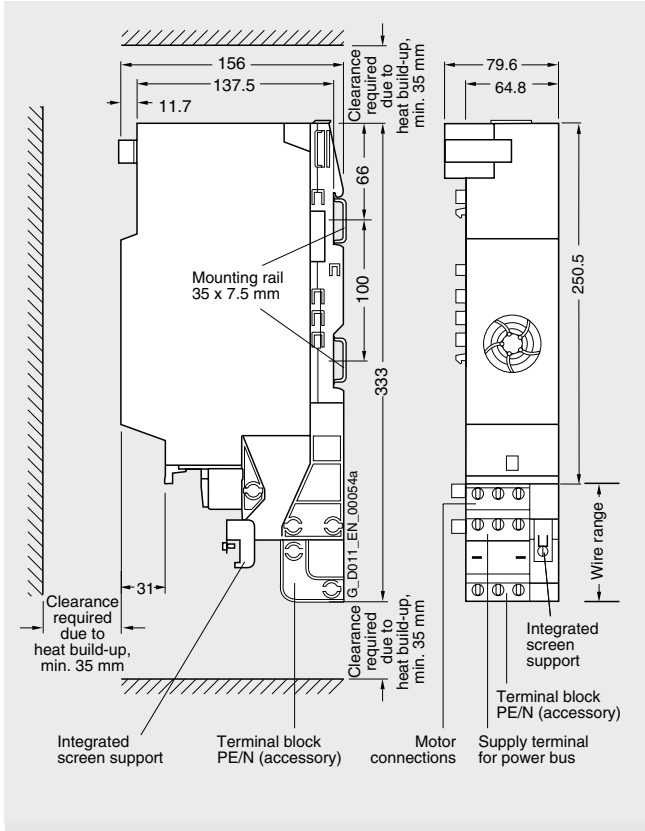 156
137.5
11.7
Clearance
required
due to
heat build-up,
min. 35 mm
79.6
64.8
66
100
333
250.5
Mounting rail
35 x 7.5 mm
G_D011_EN_00054a
Wire range
31
Clearance
required
due to
heat build-up,
min. 35 mm
Clearance
required
due to
heat build-up,
min. 35 mm
Integrated
screen
support
Terminal block
PE/N (accessory)
Integrated
screen support
Terminal block
PE/N (accessory)
Motor
connections
Supply terminal
for power bus